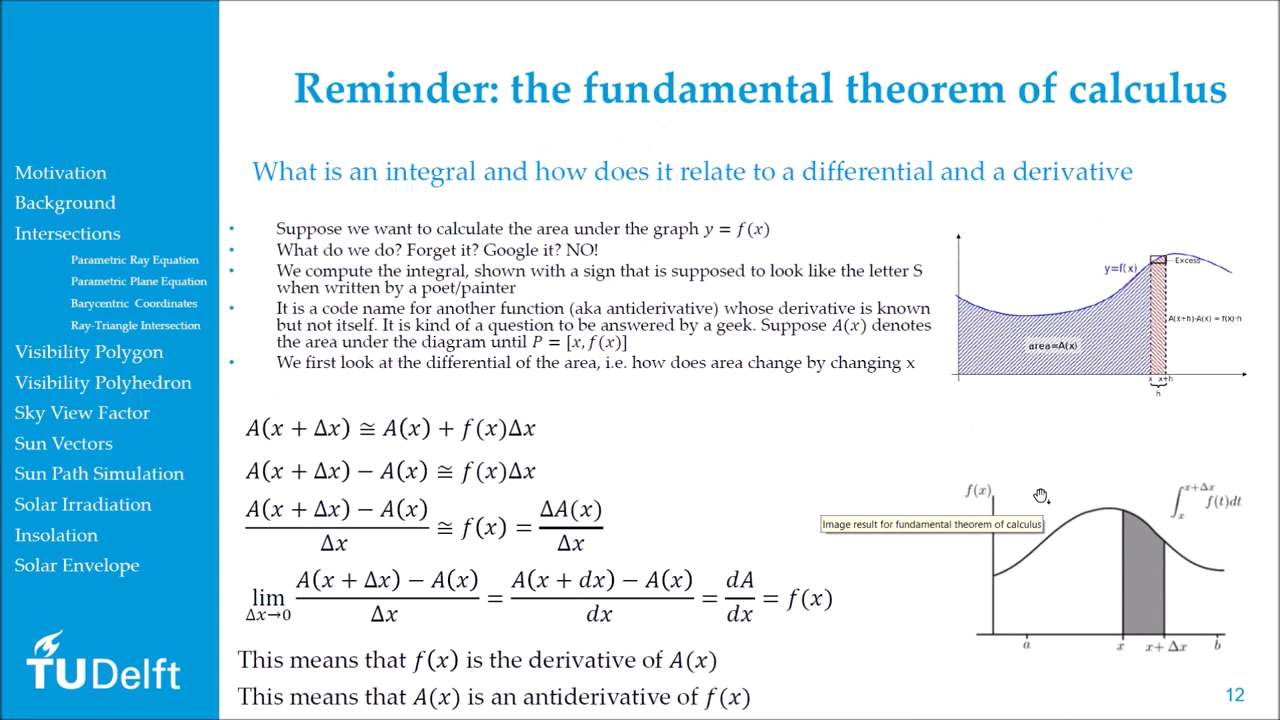 Reminder: the fundamental theorem of calculus
What is an integral and how does it relate to a differential and a derivative
Motivation
Background
Intersections
Parametric Ray Equation
Parametric Plane Equation
Barycentric Coordinates
Ray-Triangle Intersection
Visibility Polygon
Visibility Polyhedron
Sky View Factor
Sun Vectors
Sun Path Simulation
Solar Irradiation
Insolation
Solar Envelope
TUDelft
• Suppose we want to calculate the area under the graph y = f(x)
• What do we do? Forget it? Google it? NO!
• We compute the integral, shown with a sign that is supposed to look like the letter S
when written by a poet/painter
• It is a code name for another function (aka antiderivative) whose derivative is known
but not itself. It is kind of a question to be answered by a geek. Suppose A(x) denotes
the area under the diagram until P = [x, f(x)]
• We first look at the differential of the area, i.e. how does area change by changing x
A(x + Δx) ≅ A(x) + f(x)Δx
A(x + Δx) − A(x) ≅ f(x)Δx
(A(x + Δx) − A(x))/Δx ≅ f(x) = ΔA(x)/Δx
lim Δx→0 (A(x + Δx) − A(x))/Δx = (A(x + dx) − A(x))/dx = dA/dx = f(x)
This means that f(x) is the derivative of A(x)
This means that A(x) is an antiderivative of f(x)
y=f(x)
Excess
A(x+h)-A(x) ≈ f(x)·h
area=A(x)
x x+h
h
f(x)
∫ₓ^(x+Δx) f(t)dt
Image result for fundamental theorem of calculus
a x x+Δx b
12